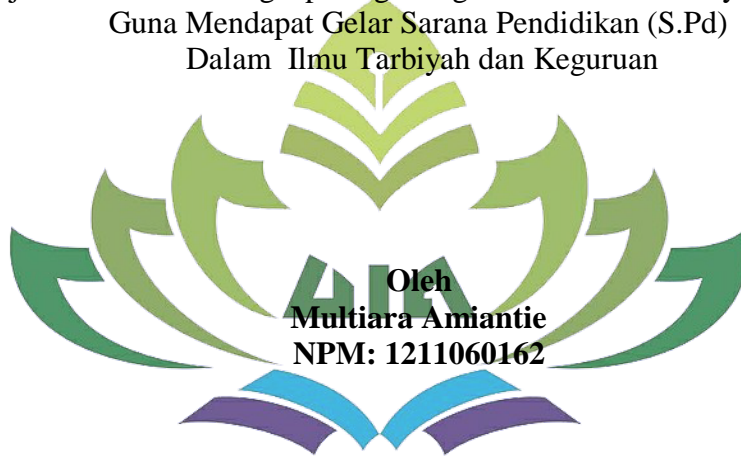 Guna Mendapat Gelar Sarana Pendidikan (S.Pd)
Dalam Ilmu Tarbiyah dan Keguruan
Oleh
Multiara Amiantie
NPM: 1211060162